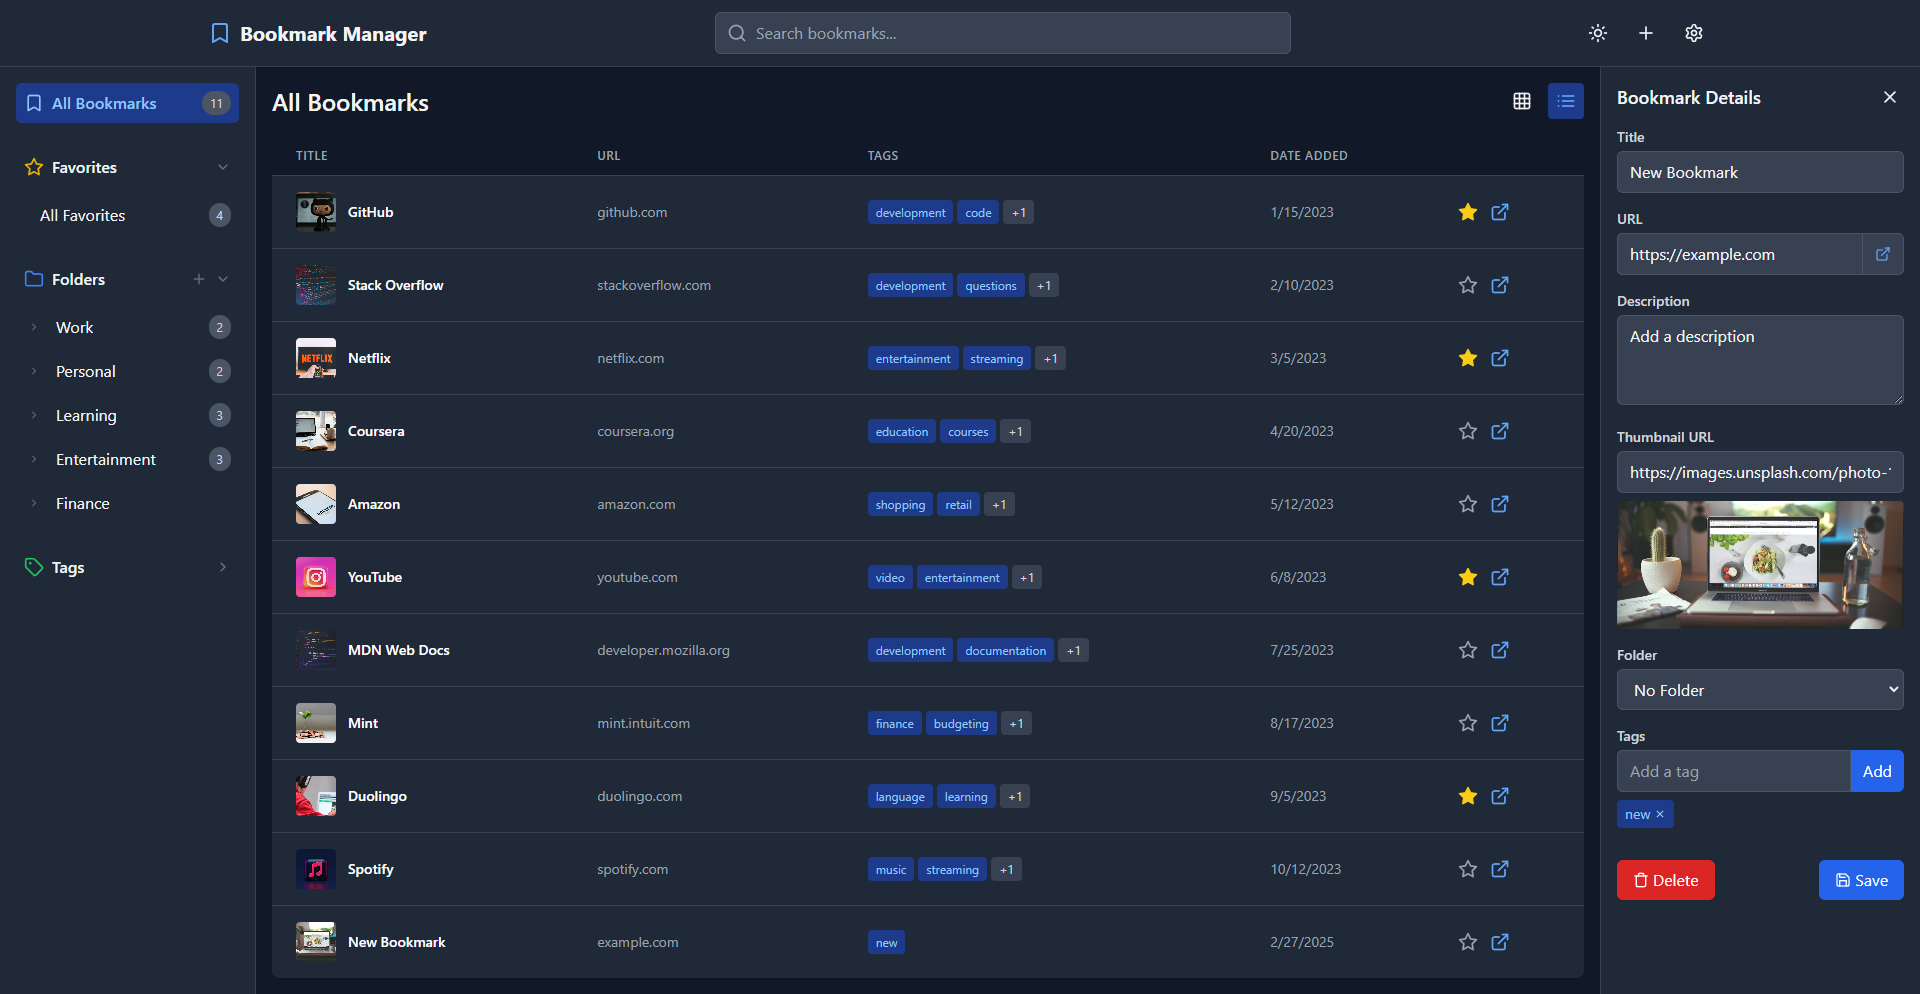 Bookmark Manager
Search bookmarks...
All Bookmarks 11
Favorites
All Favorites 4
Folders
Work 2
Personal 2
Learning 3
Entertainment 3
Finance
Tags
All Bookmarks
TITLE URL TAGS DATE ADDED
GitHub github.com development code +1 1/15/2023
Stack Overflow stackoverflow.com development questions +1 2/10/2023
NETFLIX
Netflix netflix.com entertainment streaming +1 3/5/2023
Coursera coursera.org education courses +1 4/20/2023
Amazon amazon.com shopping retail +1 5/12/2023
YouTube youtube.com video entertainment +1 6/8/2023
MDN Web Docs developer.mozilla.org development documentation +1 7/25/2023
Mint mint.intuit.com finance budgeting +1 8/17/2023
Duolingo duolingo.com language learning +1 9/5/2023
Spotify spotify.com music streaming +1 10/12/2023
New Bookmark example.com new 2/27/2025
Bookmark Details
Title
New Bookmark
URL
https://example.com
Description
Add a description
Thumbnail URL
https://images.unsplash.com/photo-
Folder
No Folder
Tags
Add a tag Add
new ×
Delete Save